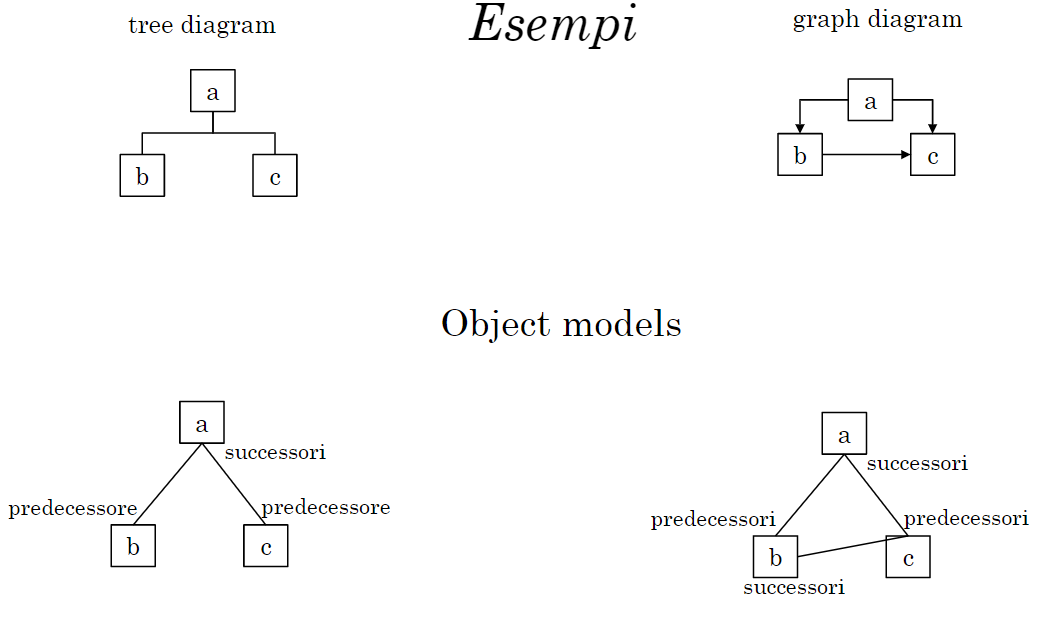 Esempi
tree diagram
graph diagram
a
b
c
a
b
c
Object models
a
successori
predecessore
predecessore
b
c
a
successori
predecessori
predecessori
b
c
successori